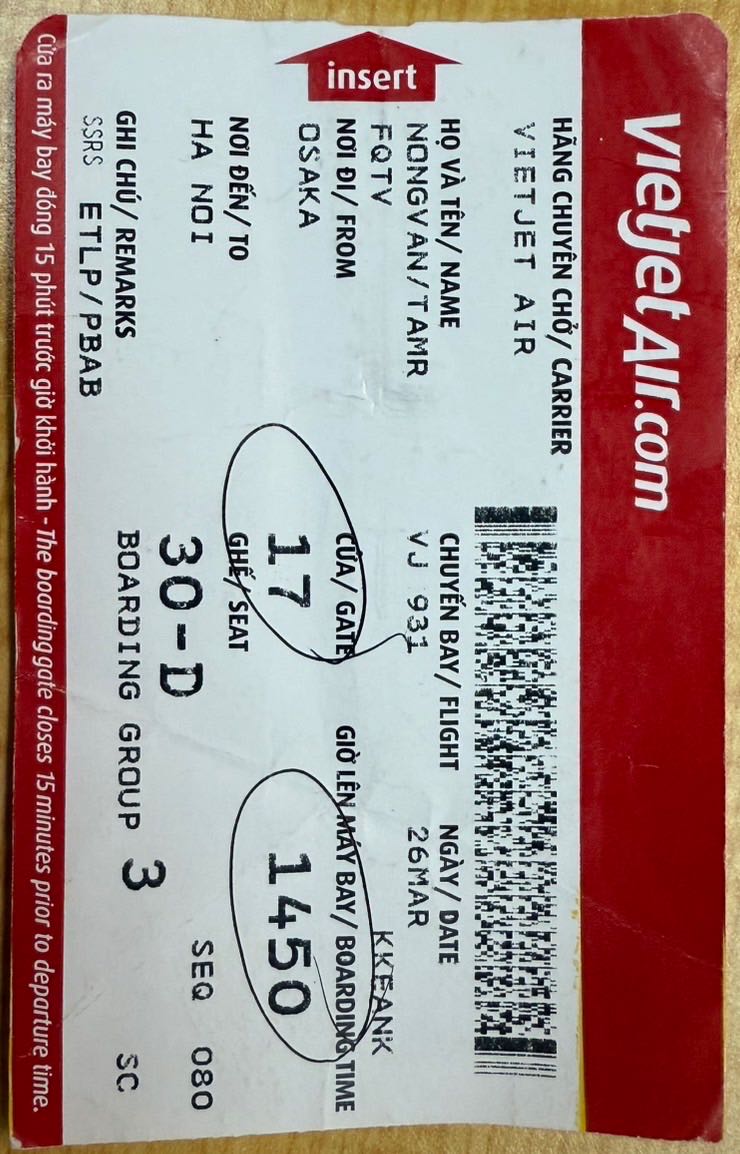 VietjetAir.com
HÃNG CHUYÊN CHỞ/ CARRIER
VIETJET AIR
insert
HỌ VÀ TÊN/ NAME CHUYẾN BAY/ FLIGHT NGÀY/ DATE
NONGVAN/TAMR VJ 931 26MAR
FQTV KKEANK
NƠI ĐI/ FROM CỬA/ GATE GIỜ LÊN MÁY BAY/ BOARDING TIME
OSAKA 17 1450
NƠI ĐẾN/ TO GHẾ/ SEAT
HA NOI 30-D SEQ 080
GHI CHÚ/ REMARKS BOARDING GROUP 3 SC
SSRS ETLP/PBAB
Cửa ra máy bay đóng 15 phút trước giờ khởi hành - The boarding gate closes 15 minutes prior to departure time.